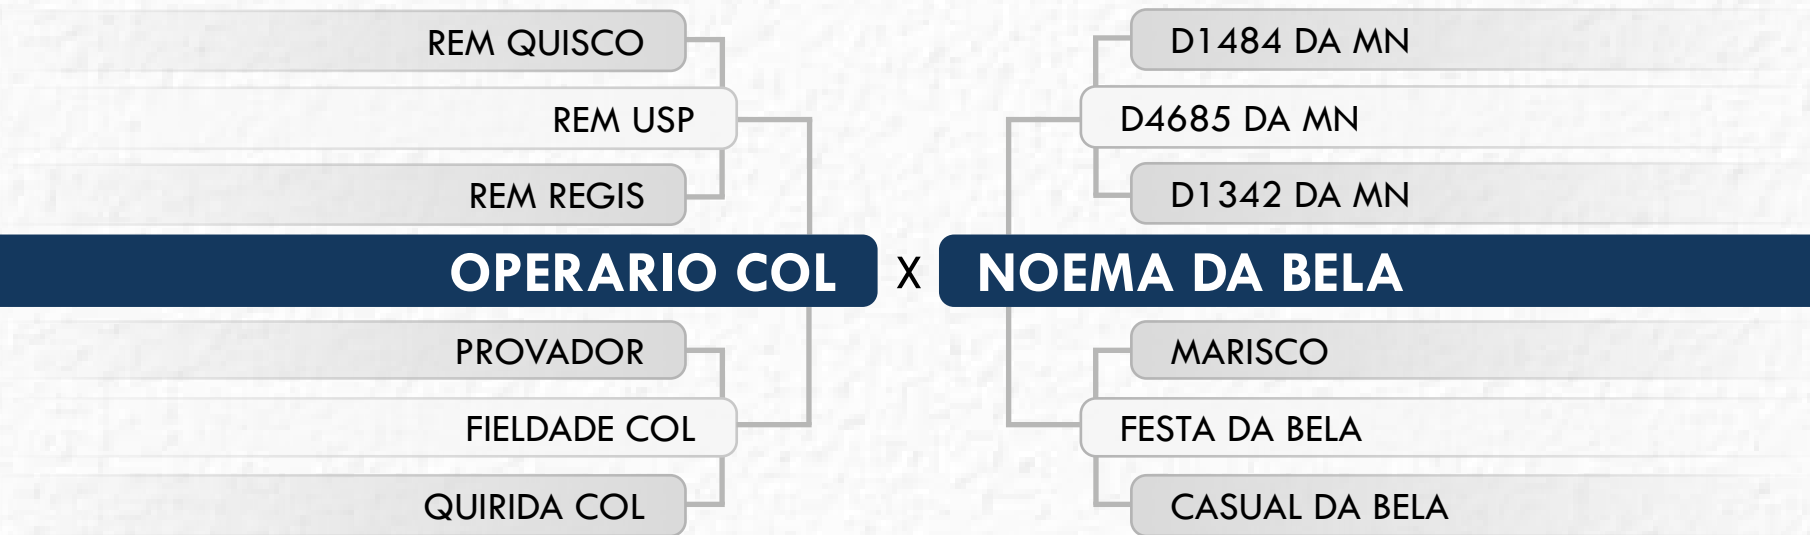 REM QUISCO
REM USP
REM REGIS
OPERARIO COL X NOEMA DA BELA
PROVADOR
FIELDADE COL
QUIRIDA COL
D1484 DA MN
D4685 DA MN
D1342 DA MN
MARISCO
FESTA DA BELA
CASUAL DA BELA